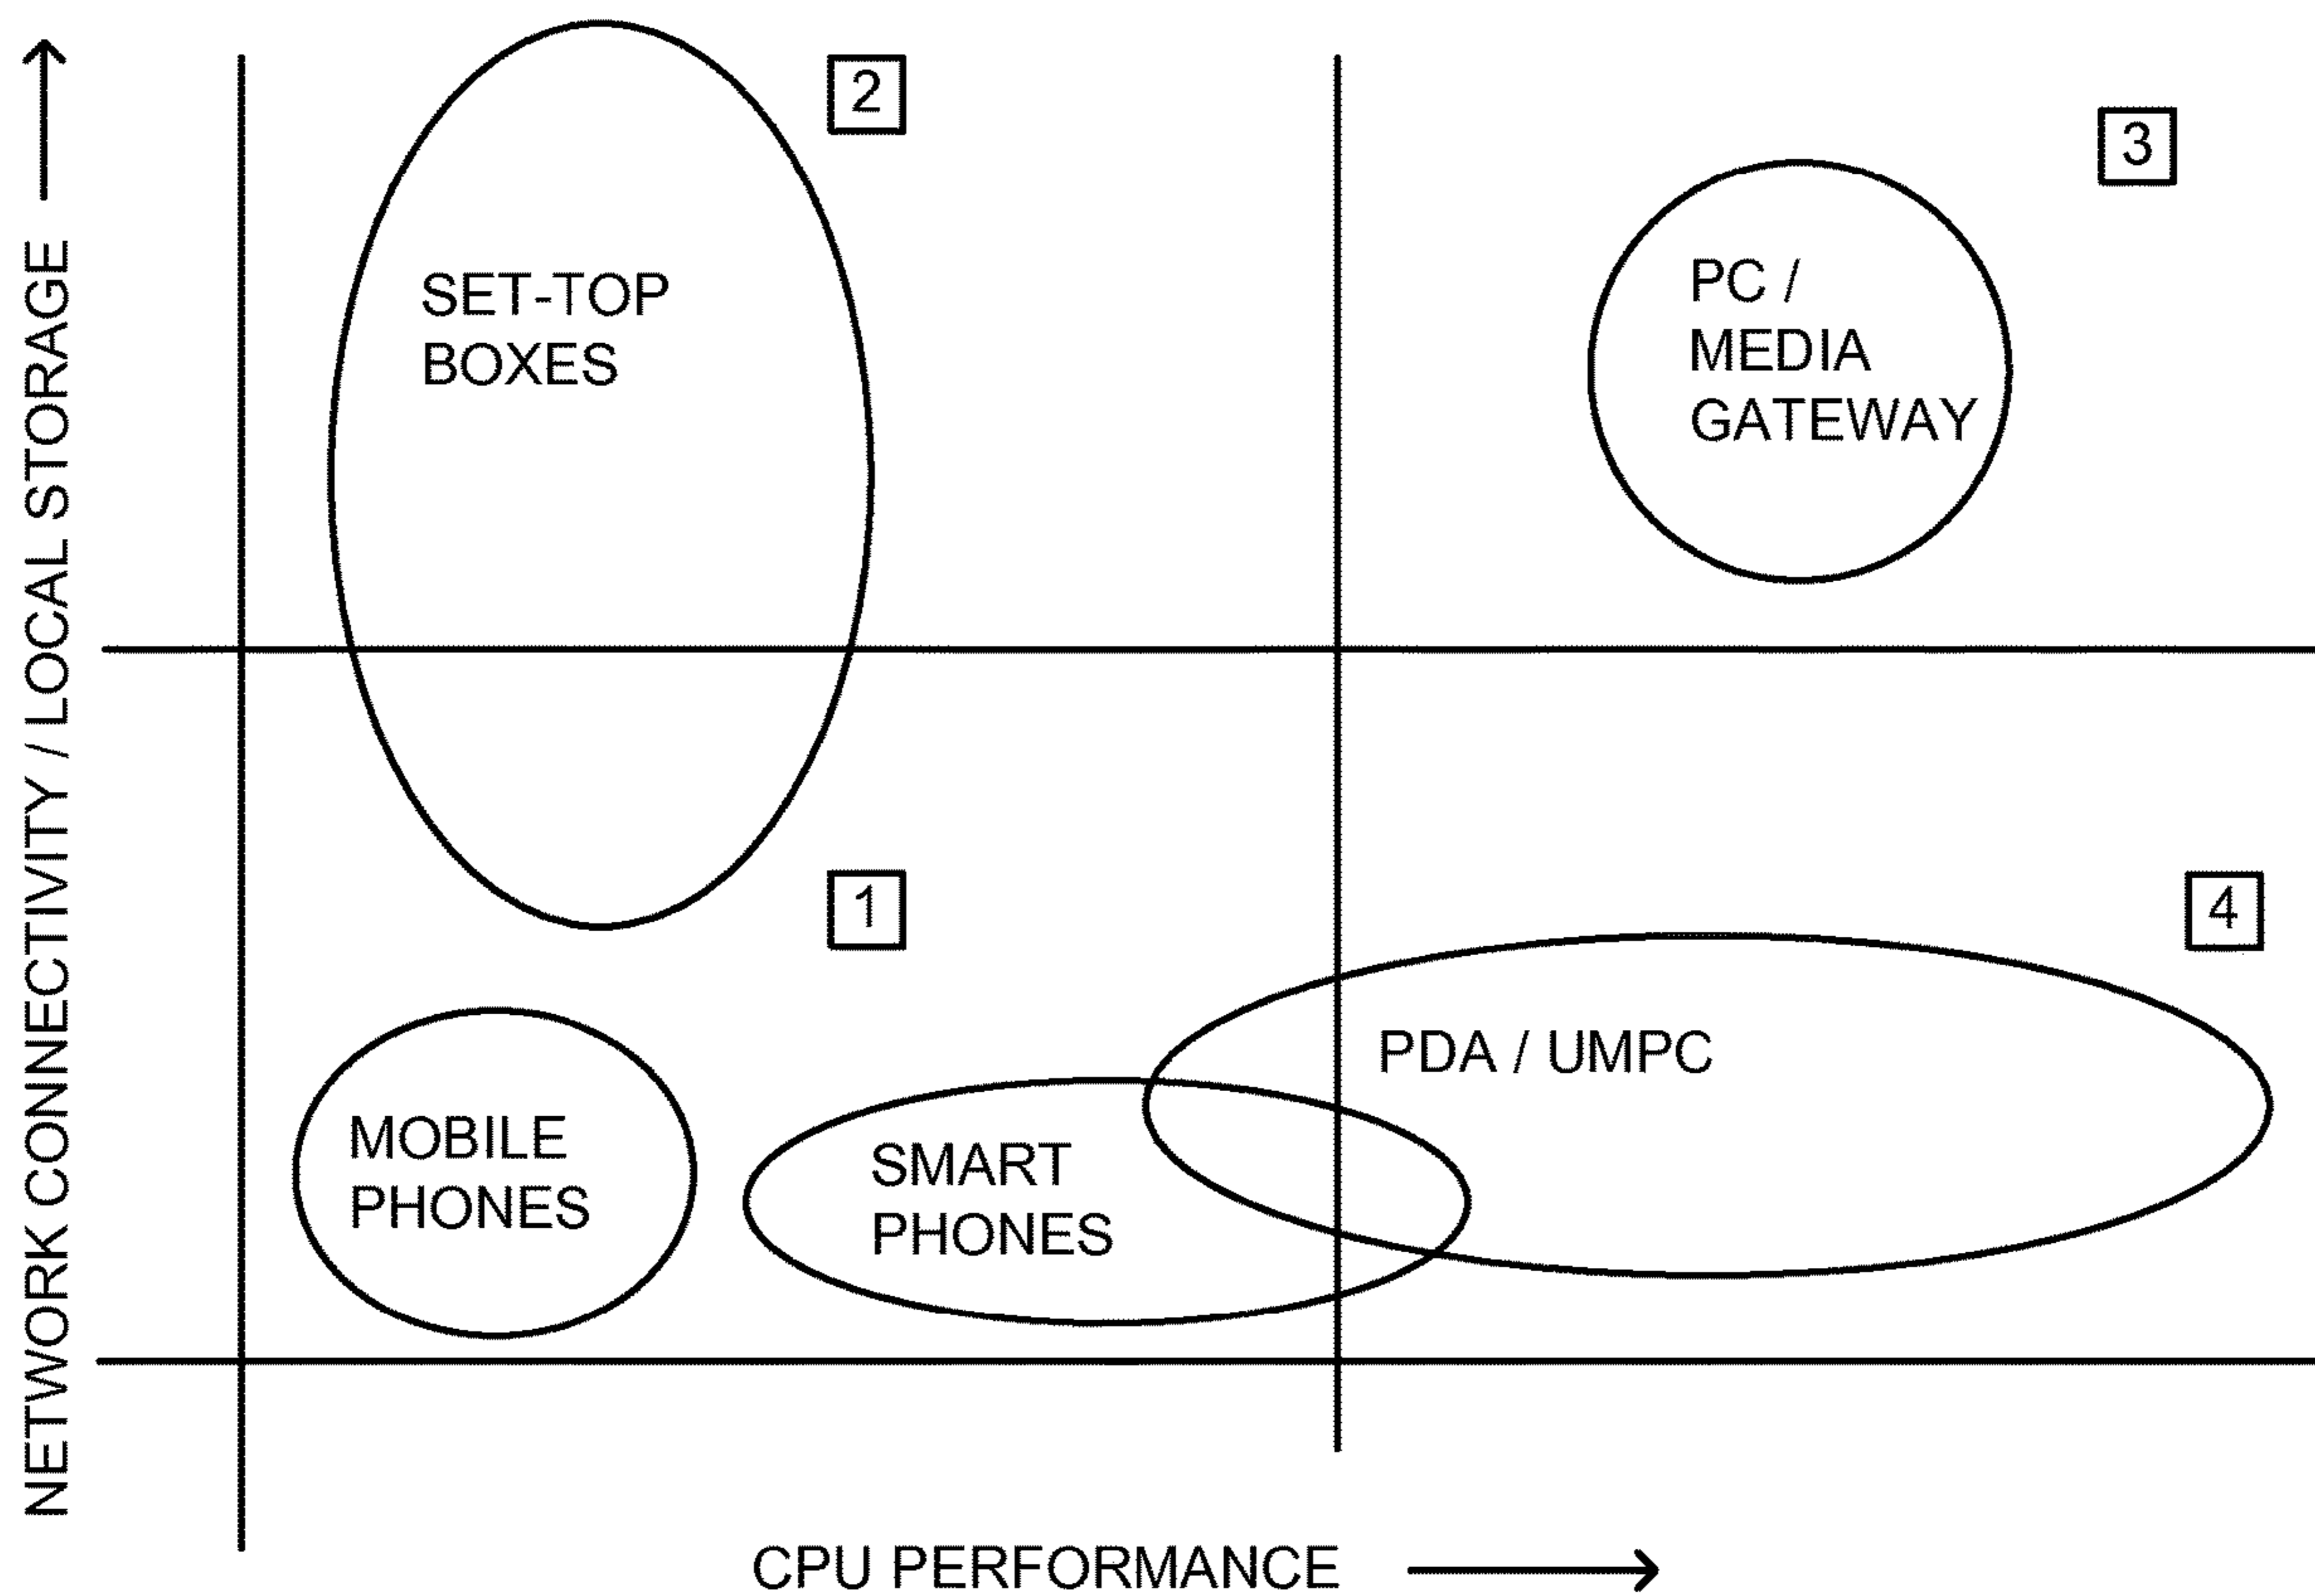 NETWORK CONNECTIVITY / LOCAL STORAGE
2
3
SET-TOP
BOXES
PC /
MEDIA
GATEWAY
1
4
PDA / UMPC
MOBILE
PHONES
SMART
PHONES
CPU PERFORMANCE